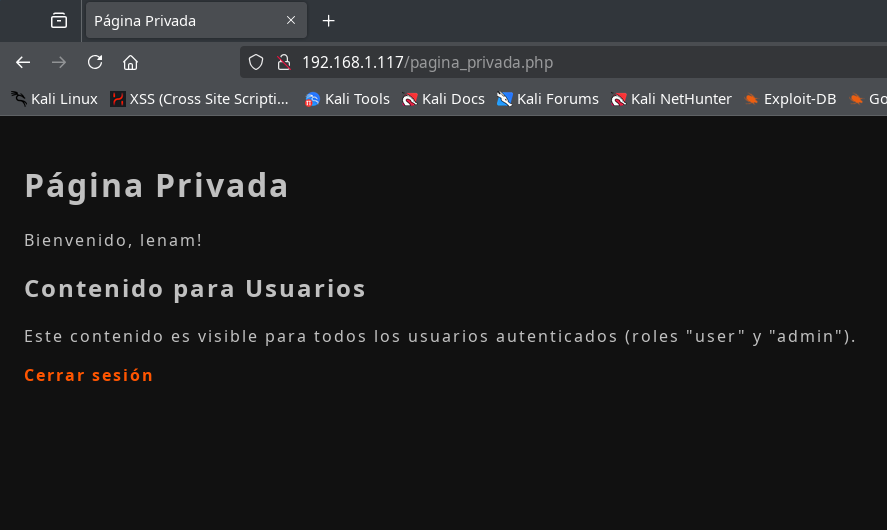 Página Privada
192.168.1.117/pagina_privada.php
Kali Linux XSS (Cross Site Scripti... Kali Tools Kali Docs Kali Forums Kali NetHunter Exploit-DB Go
Página Privada
Bienvenido, lenam!
Contenido para Usuarios
Este contenido es visible para todos los usuarios autenticados (roles "user" y "admin").
Cerrar sesión